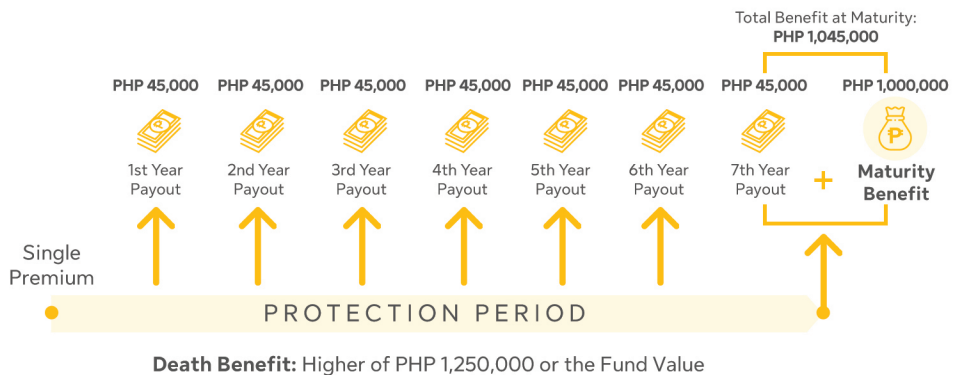 Total Benefit at Maturity:
PHP 1,045,000
PHP 45,000 PHP 45,000 PHP 45,000 PHP 45,000 PHP 45,000 PHP 45,000 PHP 45,000 PHP 1,000,000
1st Year
Payout
2nd Year
Payout
3rd Year
Payout
4th Year
Payout
5th Year
Payout
6th Year
Payout
7th Year
Payout
+
Maturity
Benefit
Single
Premium
PROTECTION PERIOD
Death Benefit: Higher of PHP 1,250,000 or the Fund Value